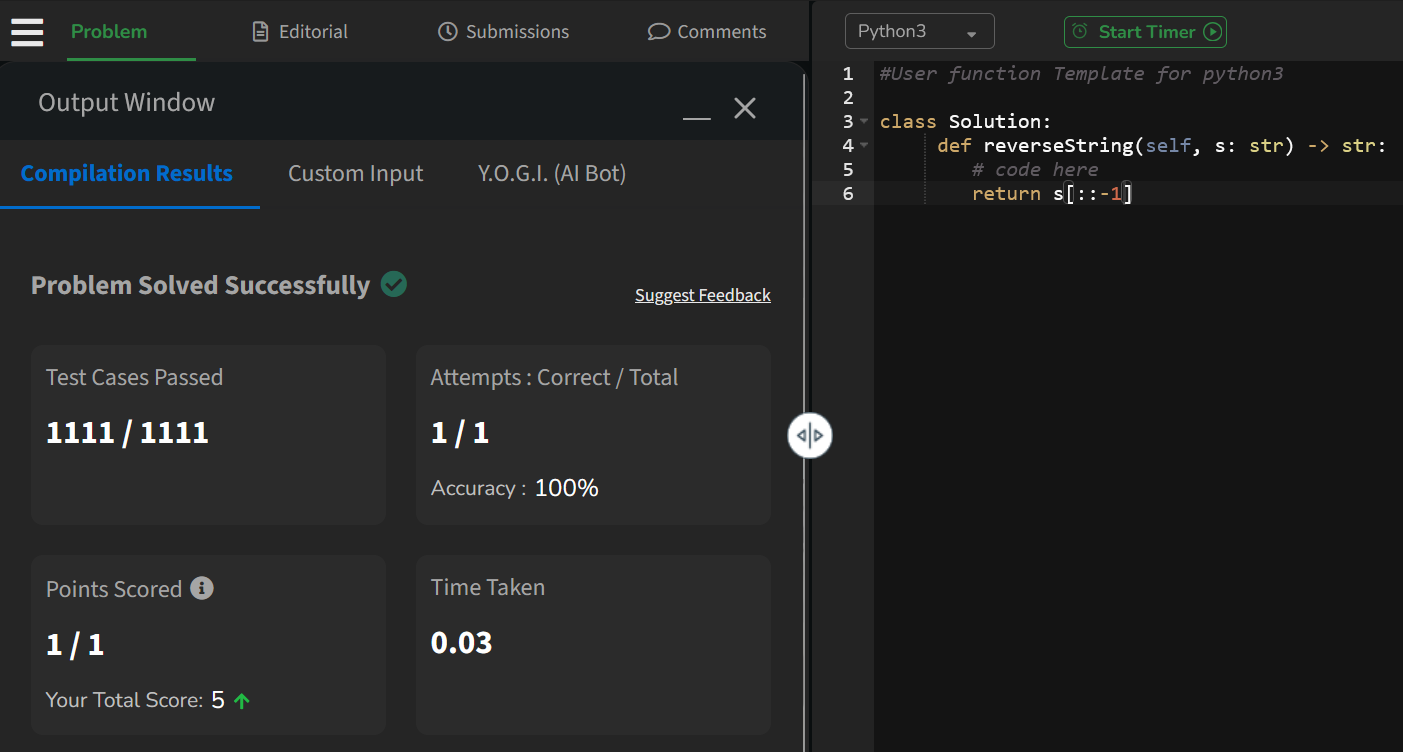 Problem
Editorial
Submissions
Comments
Output Window
Compilation Results
Custom Input
Y.O.G.I. (AI Bot)
Problem Solved Successfully
Suggest Feedback
Test Cases Passed
1111 / 1111
Attempts : Correct / Total
1 / 1
Accuracy : 100%
Points Scored
1 / 1
Your Total Score: 5
Time Taken
0.03
Python3
Start Timer
1 #User function Template for python3
2
3 class Solution:
4 def reverseString(self, s: str) -> str:
5 # code here
6 return s[::-1]